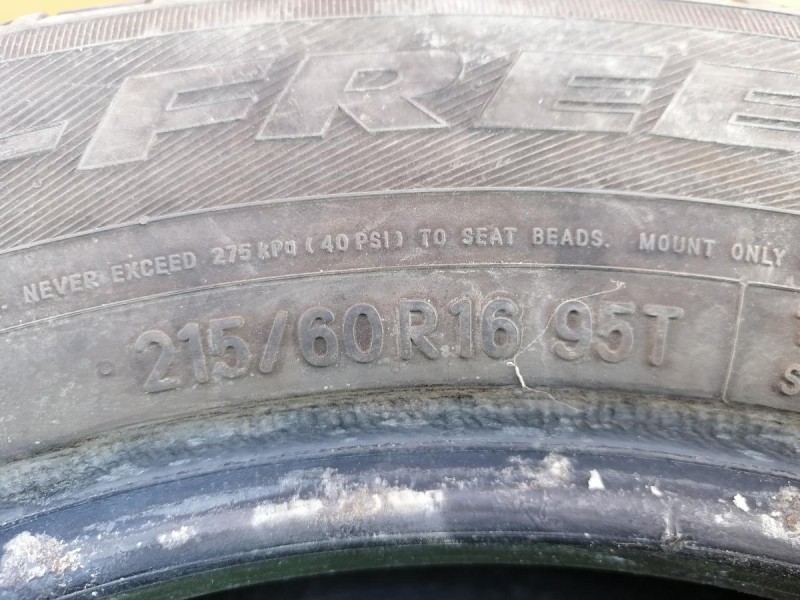 -FREE
. NEVER EXCEED 275 kPa (40 PSI) TO SEAT BEADS. MOUNT ONLY
215/60R16 95T
S